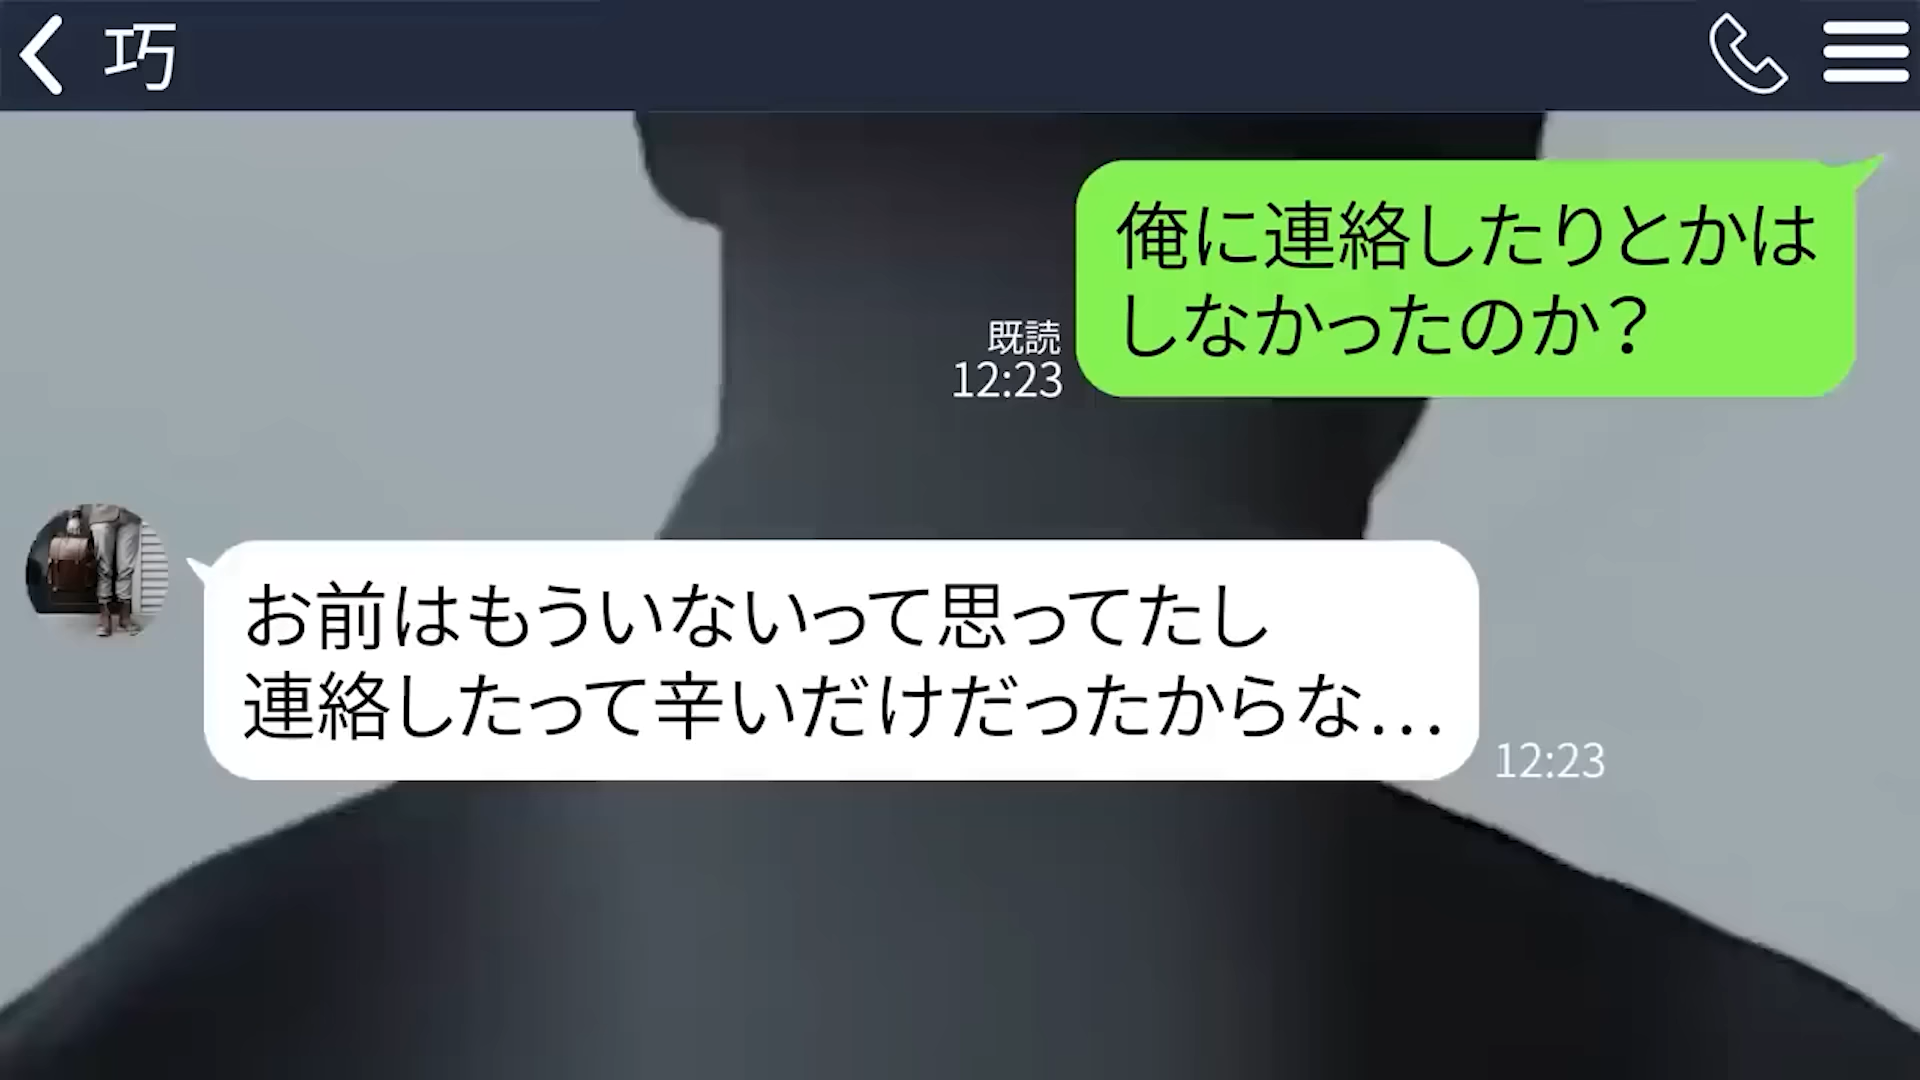 巧
俺に連絡したりとかは
しなかったのか？
既読
12:23
お前はもういないって思ってたし
連絡したって辛いだけだったからな…
12:23